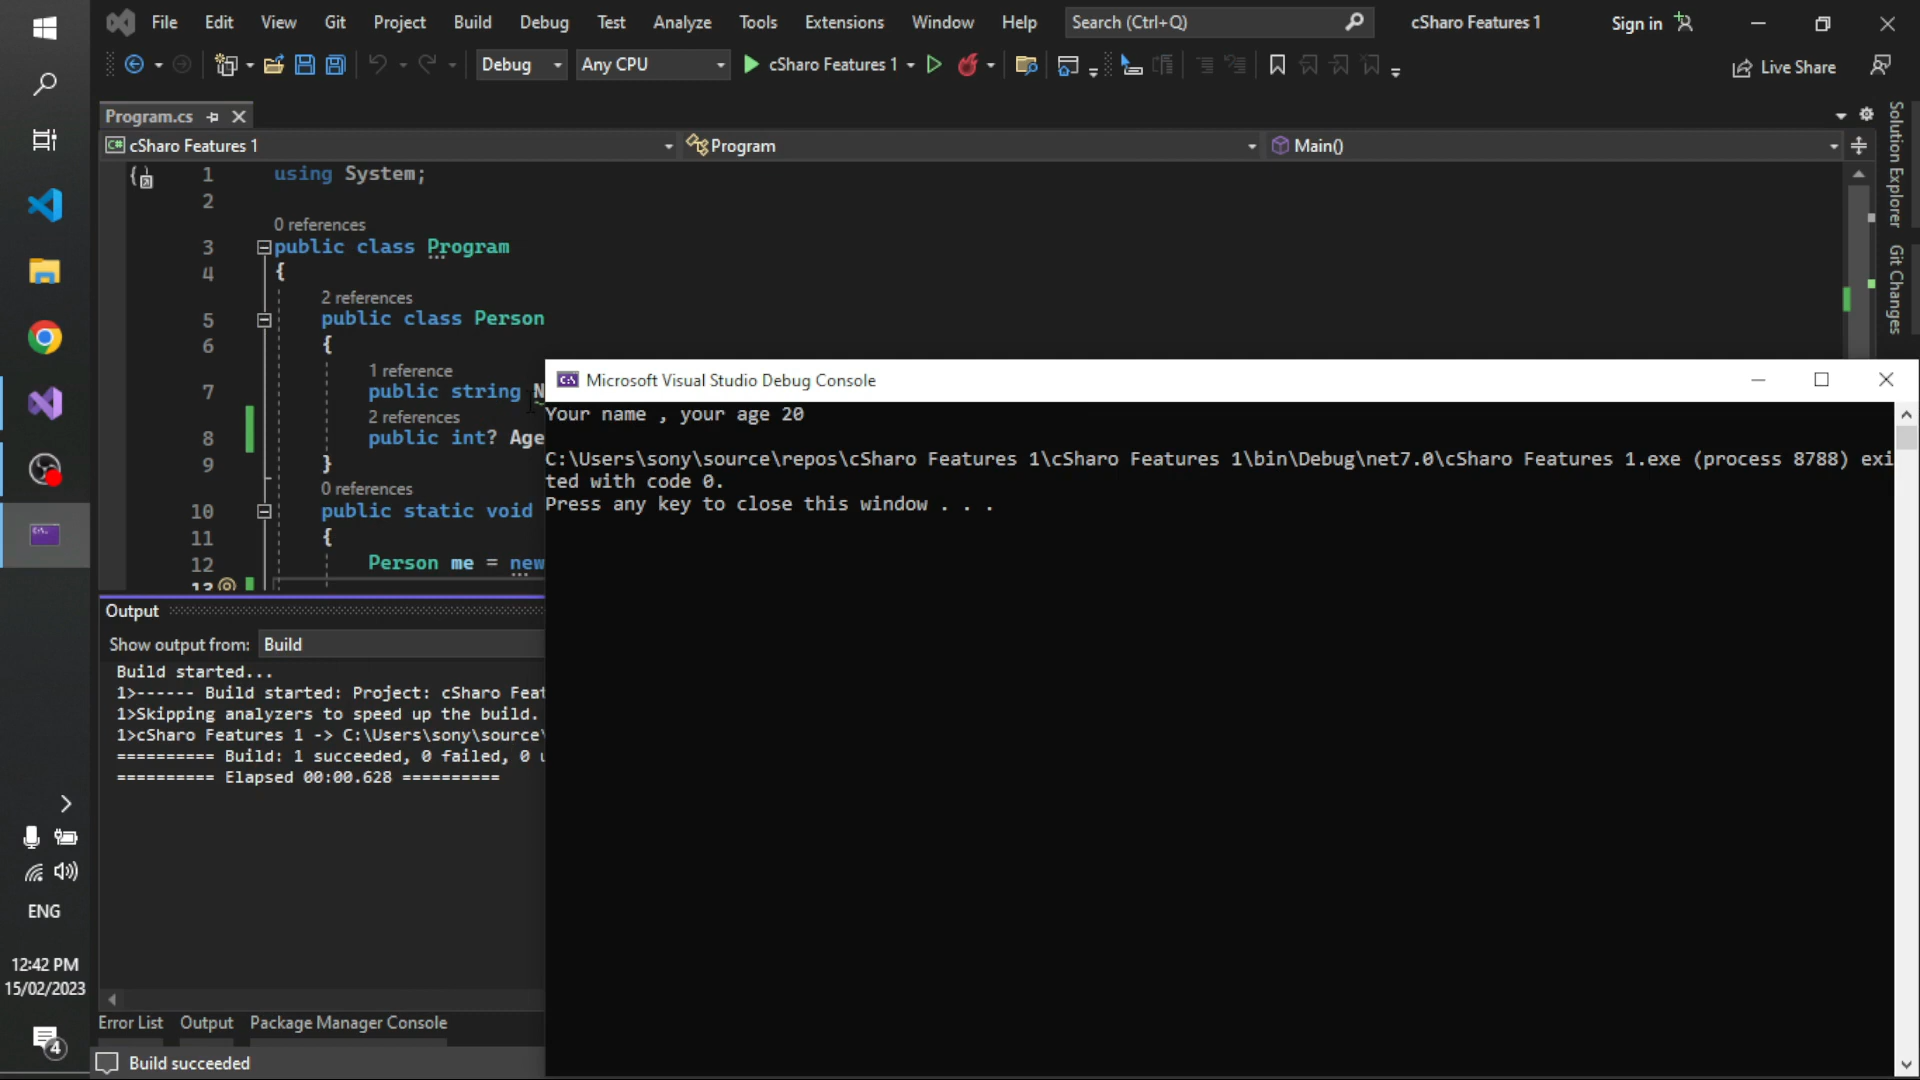 File Edit View Git Project Build Debug Test Analyze Tools Extensions Window Help Search (Ctrl+Q) cSharo Features 1 Sign in
Debug Any CPU cSharo Features 1 Live Share
Program.cs
cSharo Features 1 Program Main()
1 using System;
2
0 references
3 public class Program
4 {
2 references
5 public class Person
6 {
1 reference
7 public string N
2 references
8 public int? Age
9 }
0 references
10 public static void
11 {
12 Person me = new
13
Solution Explorer
Git Changes
Microsoft Visual Studio Debug Console
Your name , your age 20
C:\Users\sony\source\repos\cSharo Features 1\cSharo Features 1\bin\Debug\net7.0\cSharo Features 1.exe (process 8788) exi
ted with code 0.
Press any key to close this window . . .
Output
Show output from: Build
Build started...
1>------ Build started: Project: cSharo Feat
1>Skipping analyzers to speed up the build.
1>cSharo Features 1 -> C:\Users\sony\source\
========== Build: 1 succeeded, 0 failed, 0 u
========== Elapsed 00:00.628 ==========
Error List Output Package Manager Console
Build succeeded
ENG
12:42 PM
15/02/2023
4